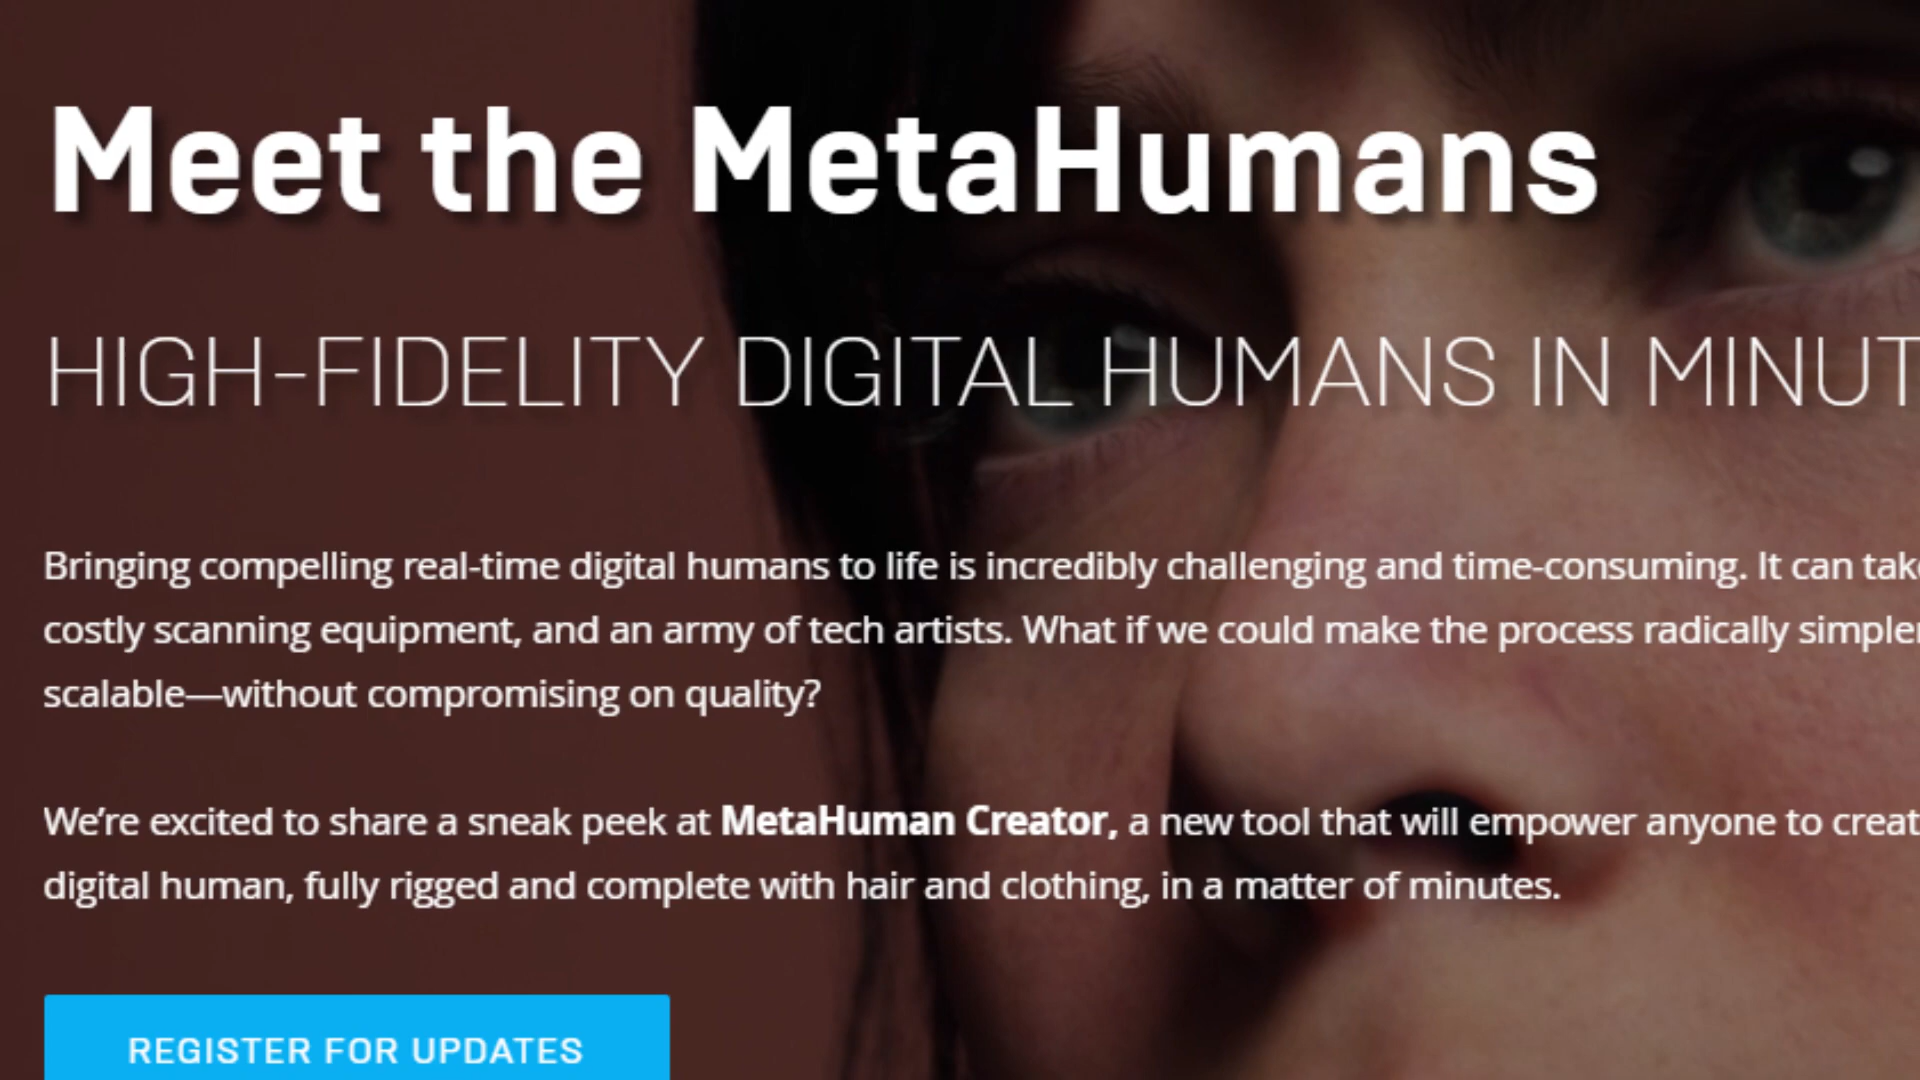 Meet the MetaHumans
HIGH-FIDELITY DIGITAL HUMANS IN
Bringing compelling real-time digital humans to life is incredibly challenging and time-consuming. It can
costly scanning equipment, and an army of tech artists. What if we could make the process radically
scalable—without compromising on quality?
We’re excited to share a sneak peek at MetaHuman Creator, a new tool that will empower anyone to
digital human, fully rigged and complete with hair and clothing, in a matter of minutes.
REGISTER FOR UPDATES